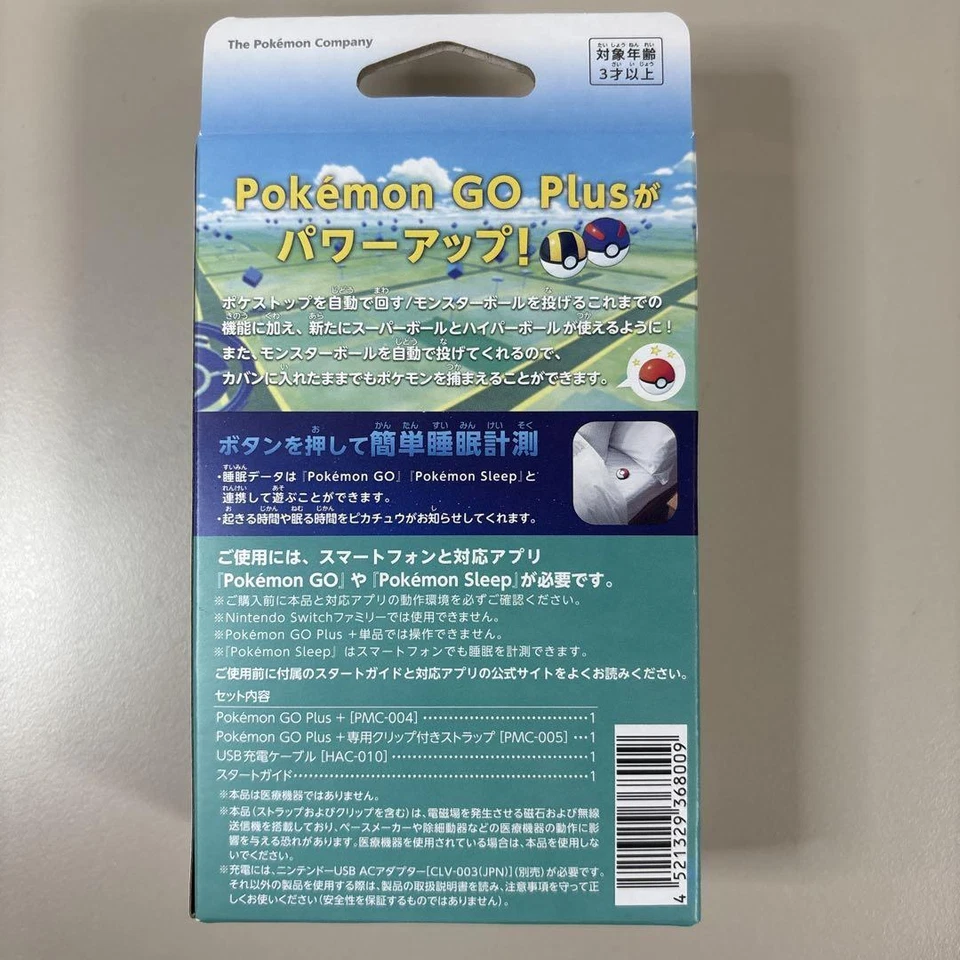 The Pokémon Company
対象年齢
3才以上
Pokémon GO Plusが
パワーアップ!
ポケストップを自動で回す/モンスターボールを投げるこれまでの
機能に加え、新たにスーパーボールとハイパーボールが使えるように!
また、モンスターボールを自動で投げてくれるので、
カバンに入れたままでもポケモンを捕まえることができます。
ボタンを押して簡単睡眠計測
・睡眠データは『Pokémon GO』『Pokémon Sleep』と
連携して遊ぶことができます。
・起きる時間や眠る時間をピカチュウがお知らせしてくれます。
ご使用には、スマートフォンと対応アプリ
『Pokémon GO』や『Pokémon Sleep』が必要です。
※ご購入前に本品と対応アプリの動作環境を必ずご確認ください。
※Nintendo Switchファミリーでは使用できません。
※Pokémon GO Plus +単品では操作できません。
※『Pokémon Sleep』はスマートフォンでも睡眠を計測できます。
ご使用前に付属のスタートガイドと対応アプリの公式サイトをよくお読みください。
セット内容
Pokémon GO Plus + [PMC-004] ……………………………1
Pokémon GO Plus +専用クリップ付きストラップ [PMC-005] …1
USB充電ケーブル [HAC-010] …………………………………1
スタートガイド……………………………………………………1
※本品は医療機器ではありません。
※本品(ストラップおよびクリップを含む)は、電磁場を発生させる磁石および無線
送信機を搭載しており、ペースメーカーや除細動器などの医療機器の動作に影
響を与える恐れがあります。医療機器を使用されている場合は、本品を使用しな
いでください。
※充電には、ニンテンドーUSB ACアダプター[CLV-003(JPN)](別売)が必要です。
それ以外の製品を使用する際は、製品の取扱説明書を読み、注意事項を守って正
しくお使いください(安全性を保証するものではありません)。
4 521329 368009